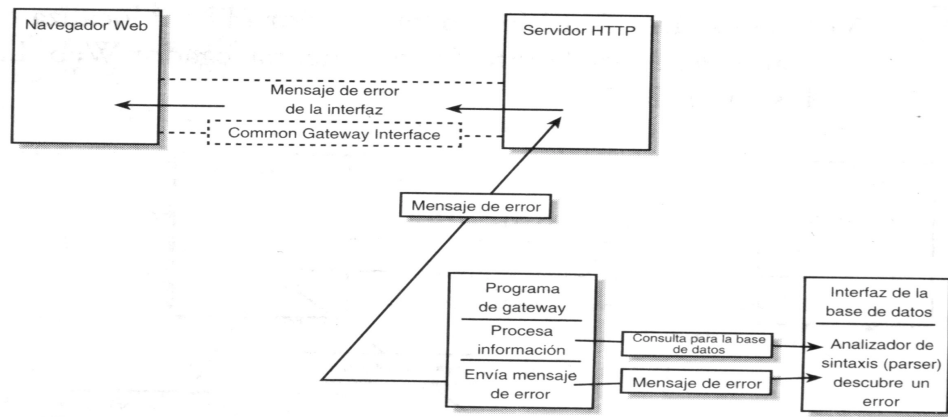 Navegador Web
Servidor HTTP
Mensaje de error
de la interfaz
Common Gateway Interface
Mensaje de error
Programa
de gateway
Procesa
información
Envía mensaje
de error
Consulta para la base
de datos
Mensaje de error
Interfaz de la
base de datos
Analizador de
sintaxis (parser)
descubre un
error